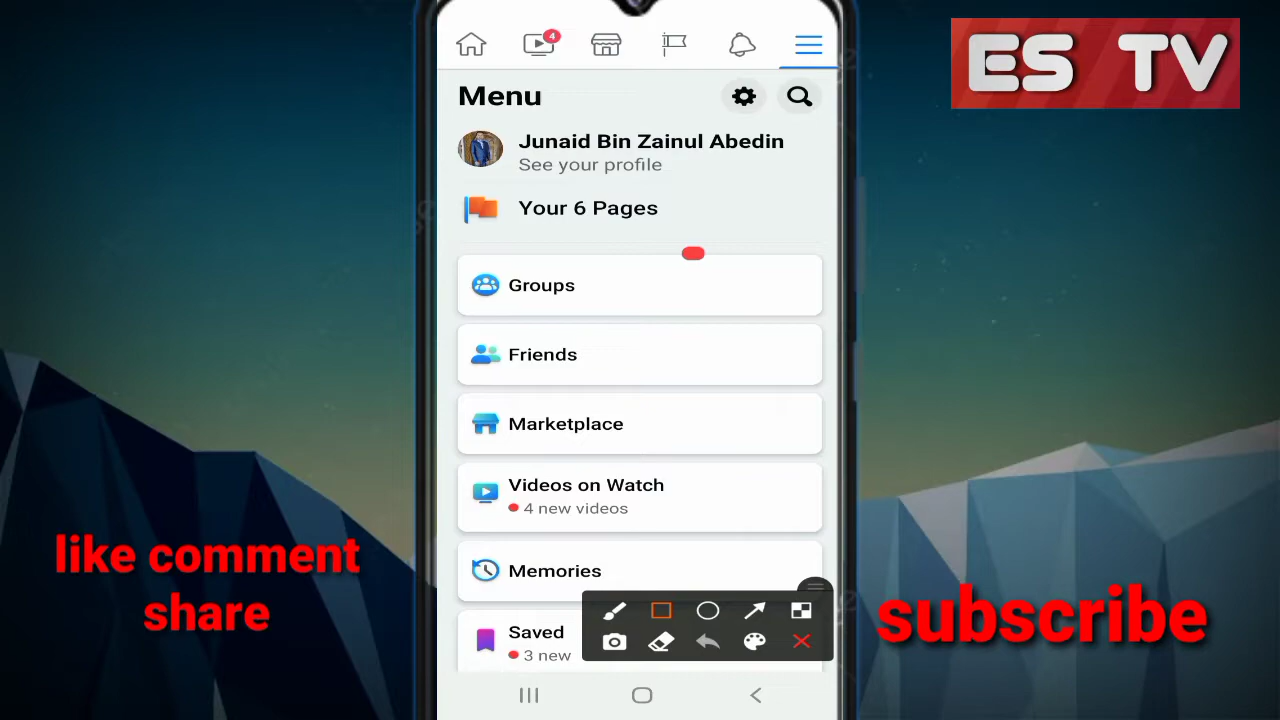 ES TV
4
Menu
Junaid Bin Zainul Abedin
See your profile
Your 6 Pages
Groups
Friends
Marketplace
Videos on Watch
4 new videos
Memories
Saved
3 new
like comment
share
subscribe